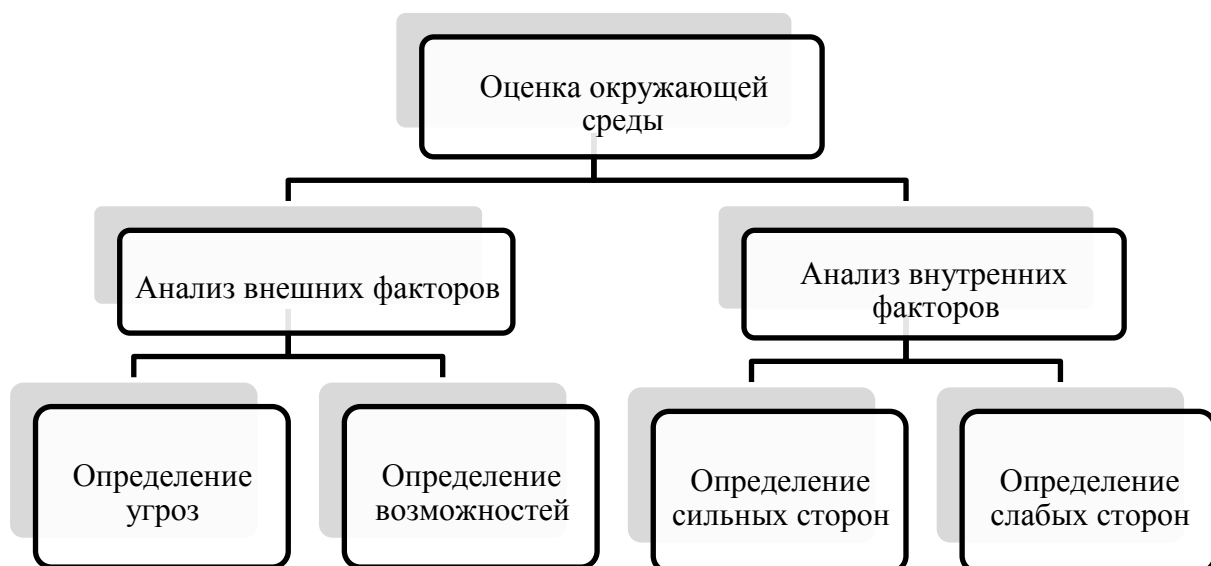 Оценка окружающей
среды
Анализ внешних факторов
Анализ внутренних
факторов
Определение
угроз
Определение
возможностей
Определение
сильных сторон
Определение
слабых сторон